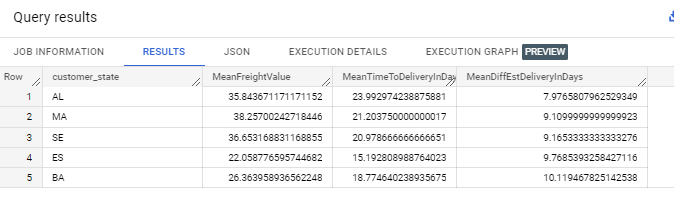 Query results
JOB INFORMATION RESULTS JSON EXECUTION DETAILS EXECUTION GRAPH PREVIEW
Row customer_state MeanFreightValue MeanTimeToDeliveryInDay MeanDiffEstDeliveryInDays
1 AL 35.843671171171152 23.992974238875881 7.9765807962529349
2 MA 38.25700242718446 21.203750000000017 9.1099999999999923
3 SE 36.653168831168855 20.978666666666651 9.1653333333333276
4 ES 22.058776595744682 15.192808988764023 9.7685393258427116
5 BA 26.363958936562248 18.774640238935675 10.119467825142538